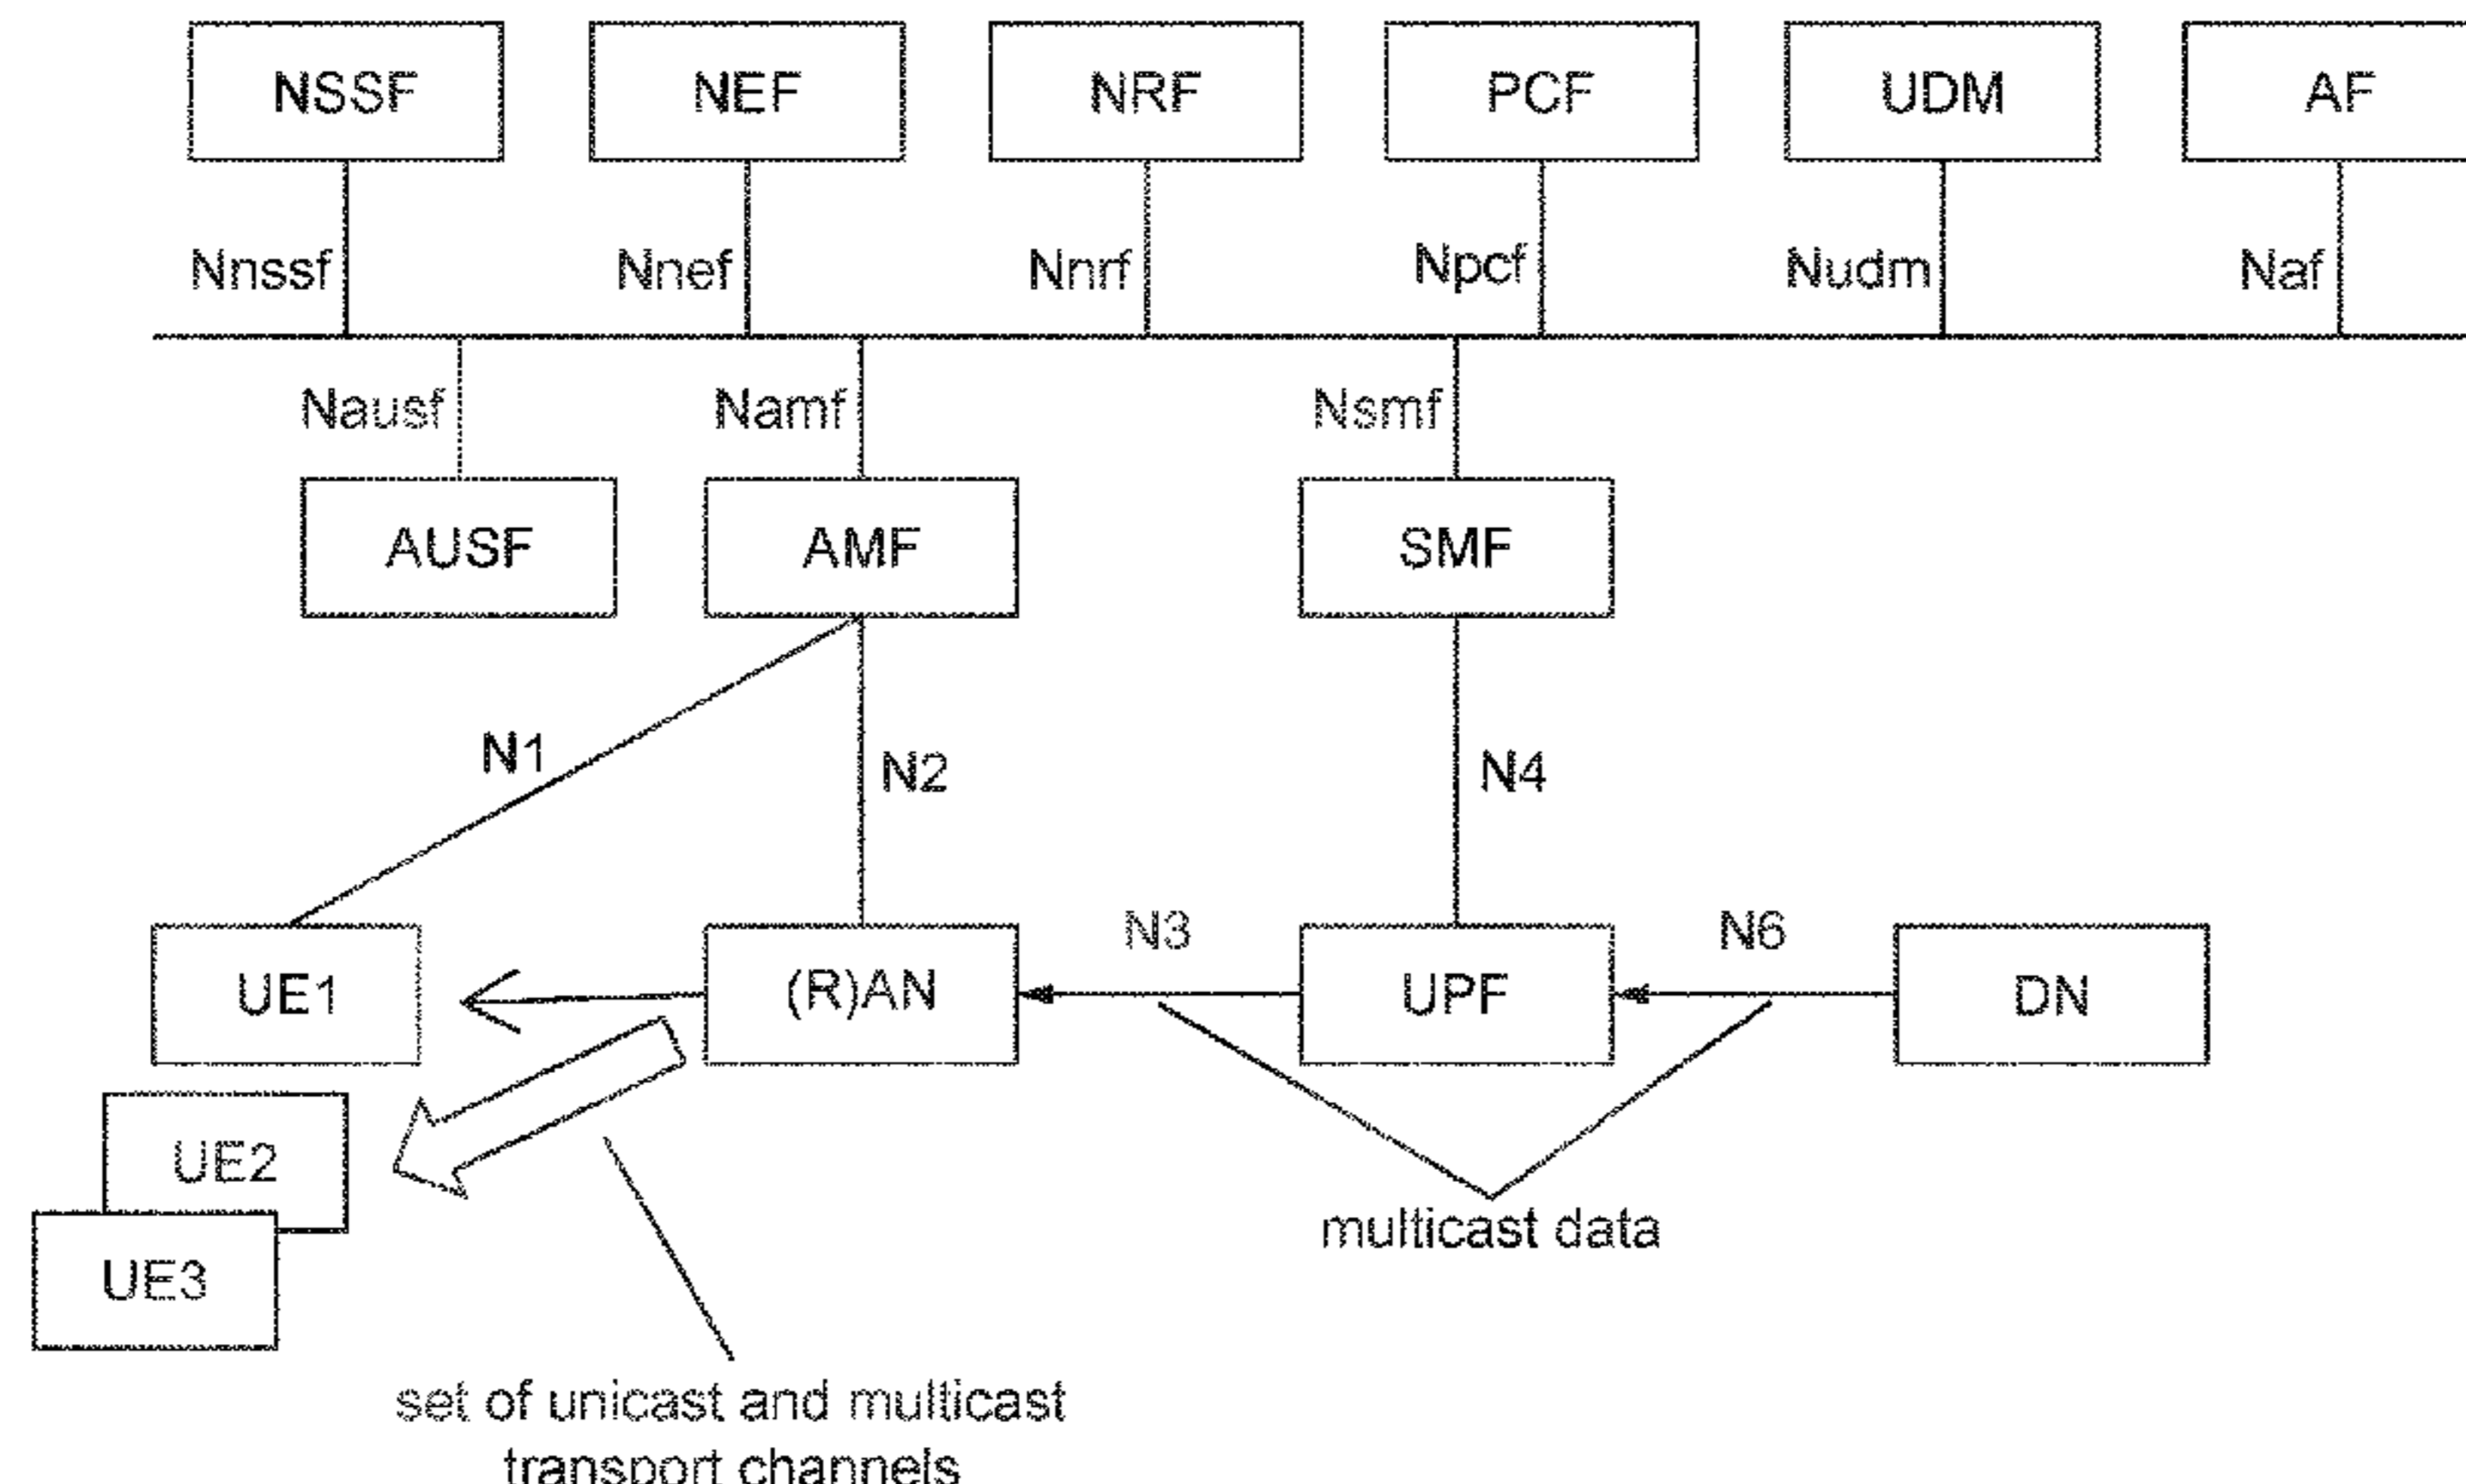 NSSF NEF NRF PCF UDM AF
Nnssf Nnef Nnrf Npcf Nudm Naf
Nausf Namf Nsmf
AUSF AMF SMF
N1 N2 N4
N3 N6
UE1 (R)AN UPF DN
UE2
UE3
multicast data
set of unicast and multicast
transport channels